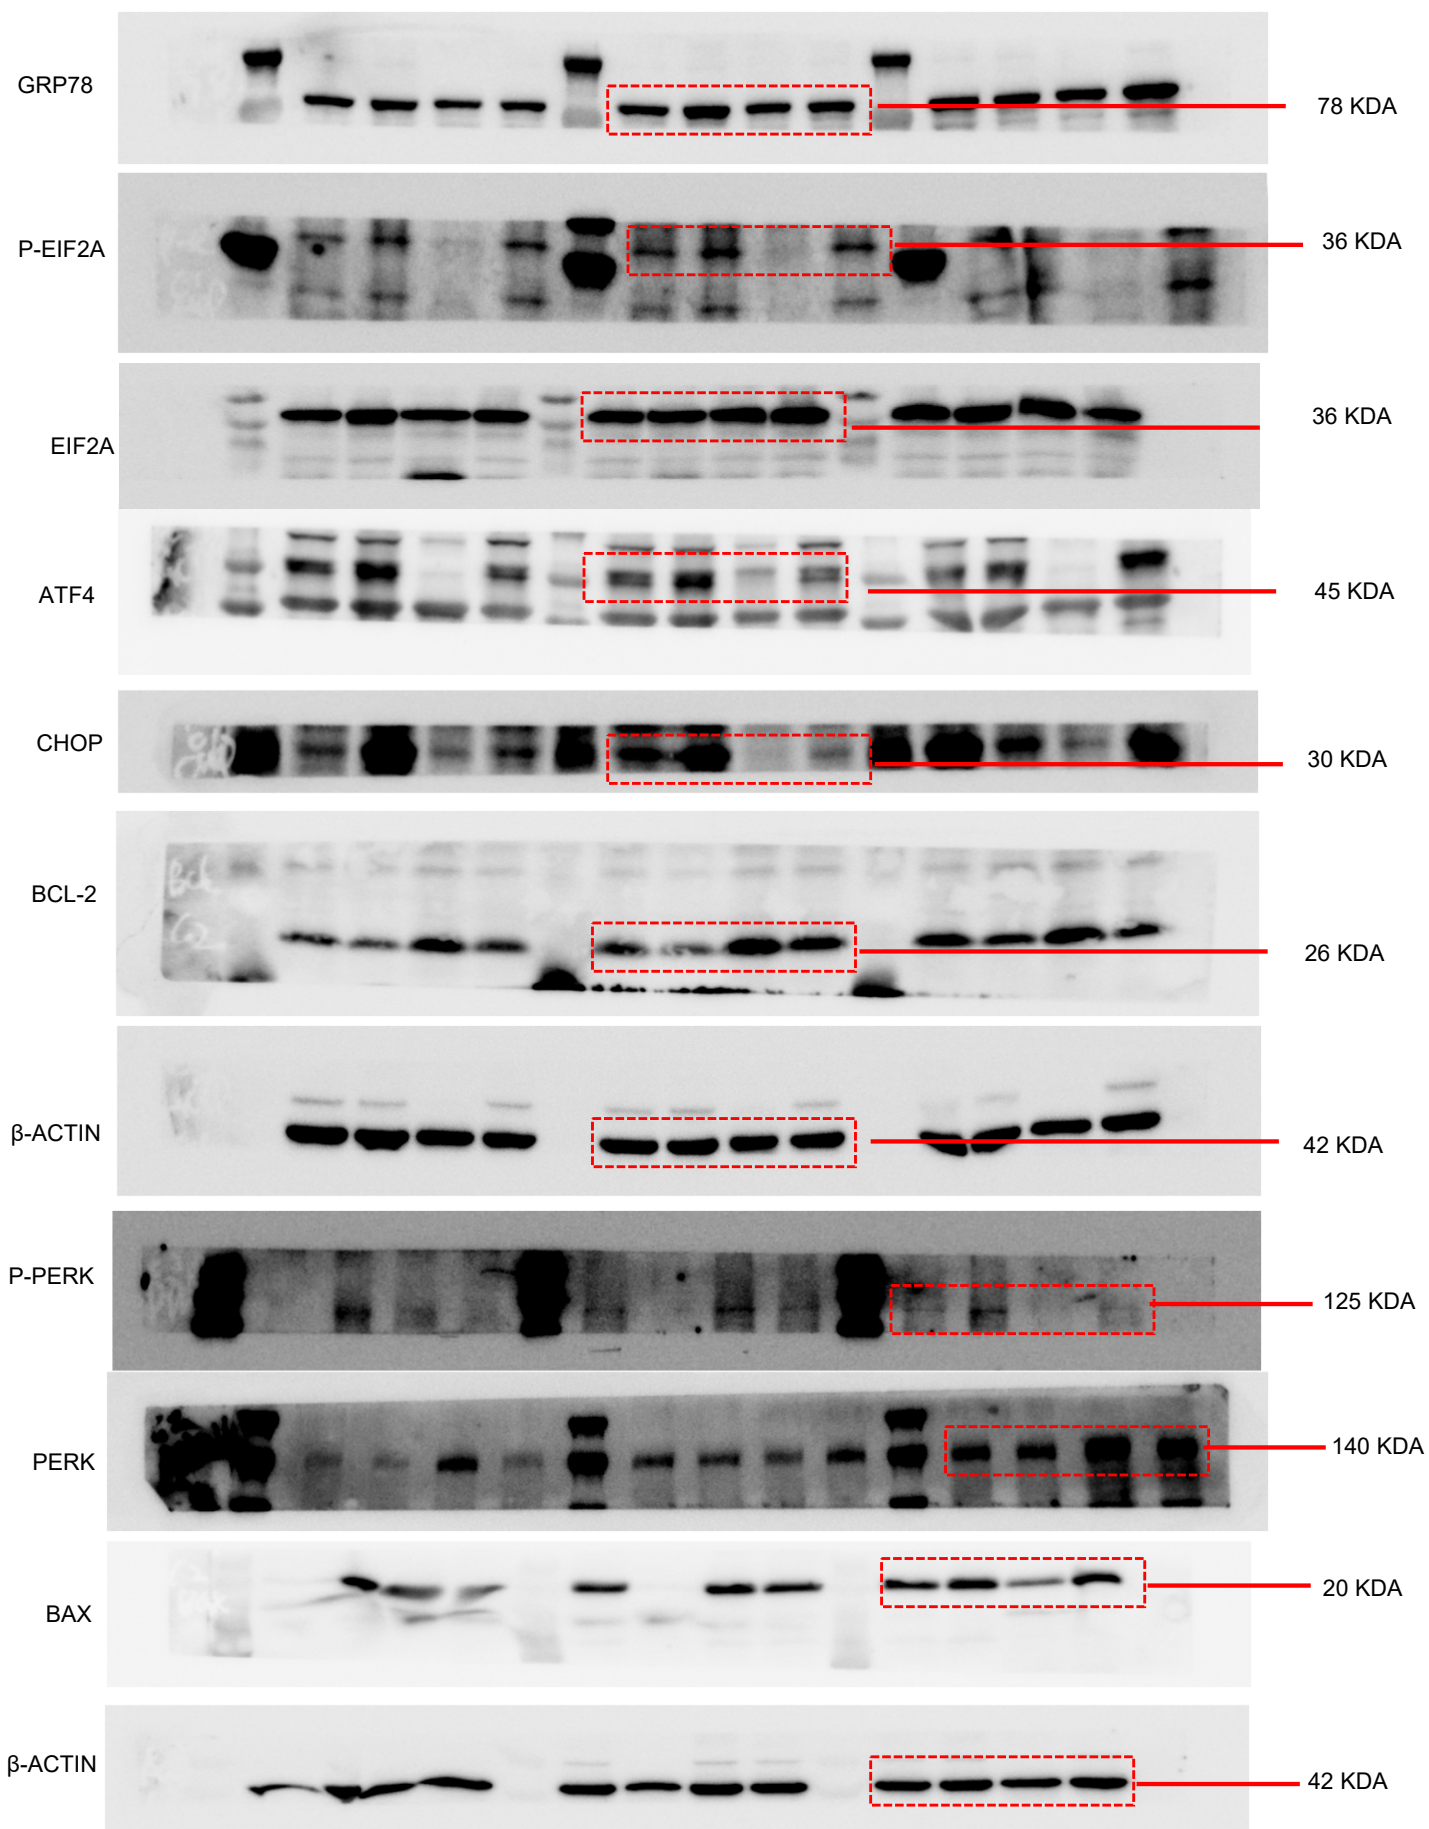 GRP78
78 KDA
P-EIF2A
36 KDA
EIF2A
36 KDA
ATF4
45 KDA
CHOP
30 KDA
BCL-2
26 KDA
β-ACTIN
42 KDA
P-PERK
125 KDA
PERK
140 KDA
BAX
20 KDA
β-ACTIN
42 KDA